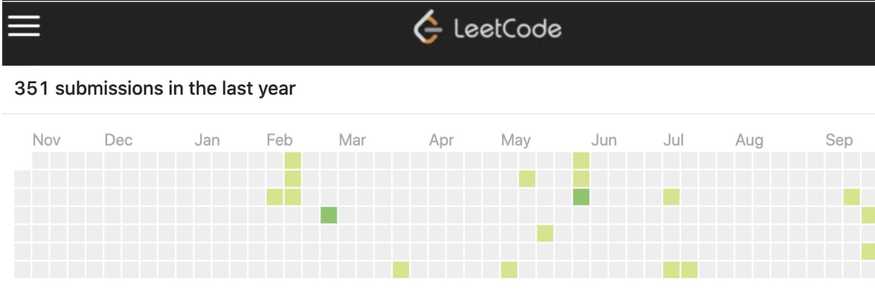 LeetCode
351 submissions in the last year
Nov Dec Jan Feb Mar Apr May Jun Jul Aug Sep